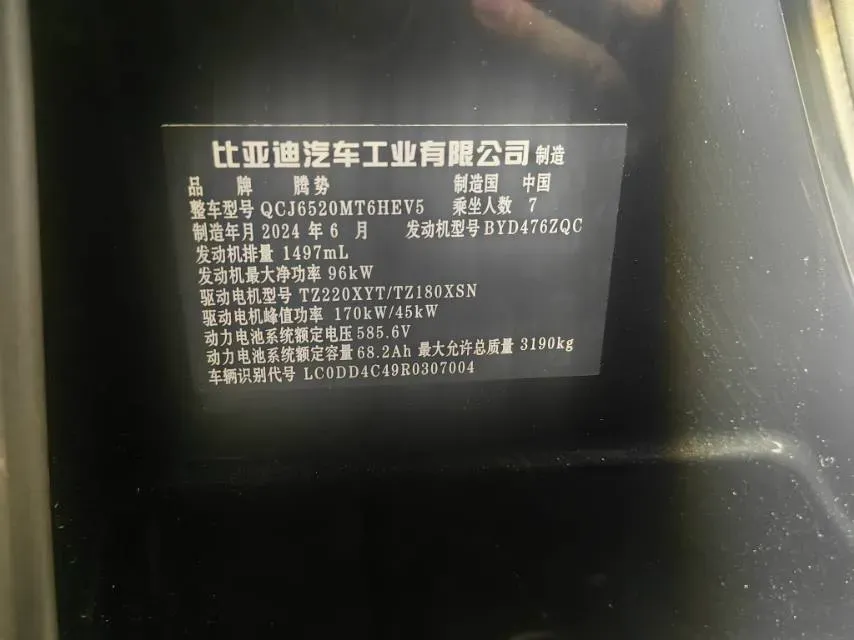 比亚迪汽车工业有限公司 制造
品 牌 腾势 制造国 中国
整车型号 QCJ6520MT6HEV5 乘坐人数 7
制造年月 2024 年 6 月 发动机型号 BYD476ZQC
发动机排量 1497mL
发动机最大净功率 96kW
驱动电机型号 TZ220XYT/TZ180XSN
驱动电机峰值功率 170kW/45kW
动力电池系统额定电压 585.6V
动力电池系统额定容量 68.2Ah 最大允许总质量 3190kg
车辆识别代号 LC0DD4C49R0307004